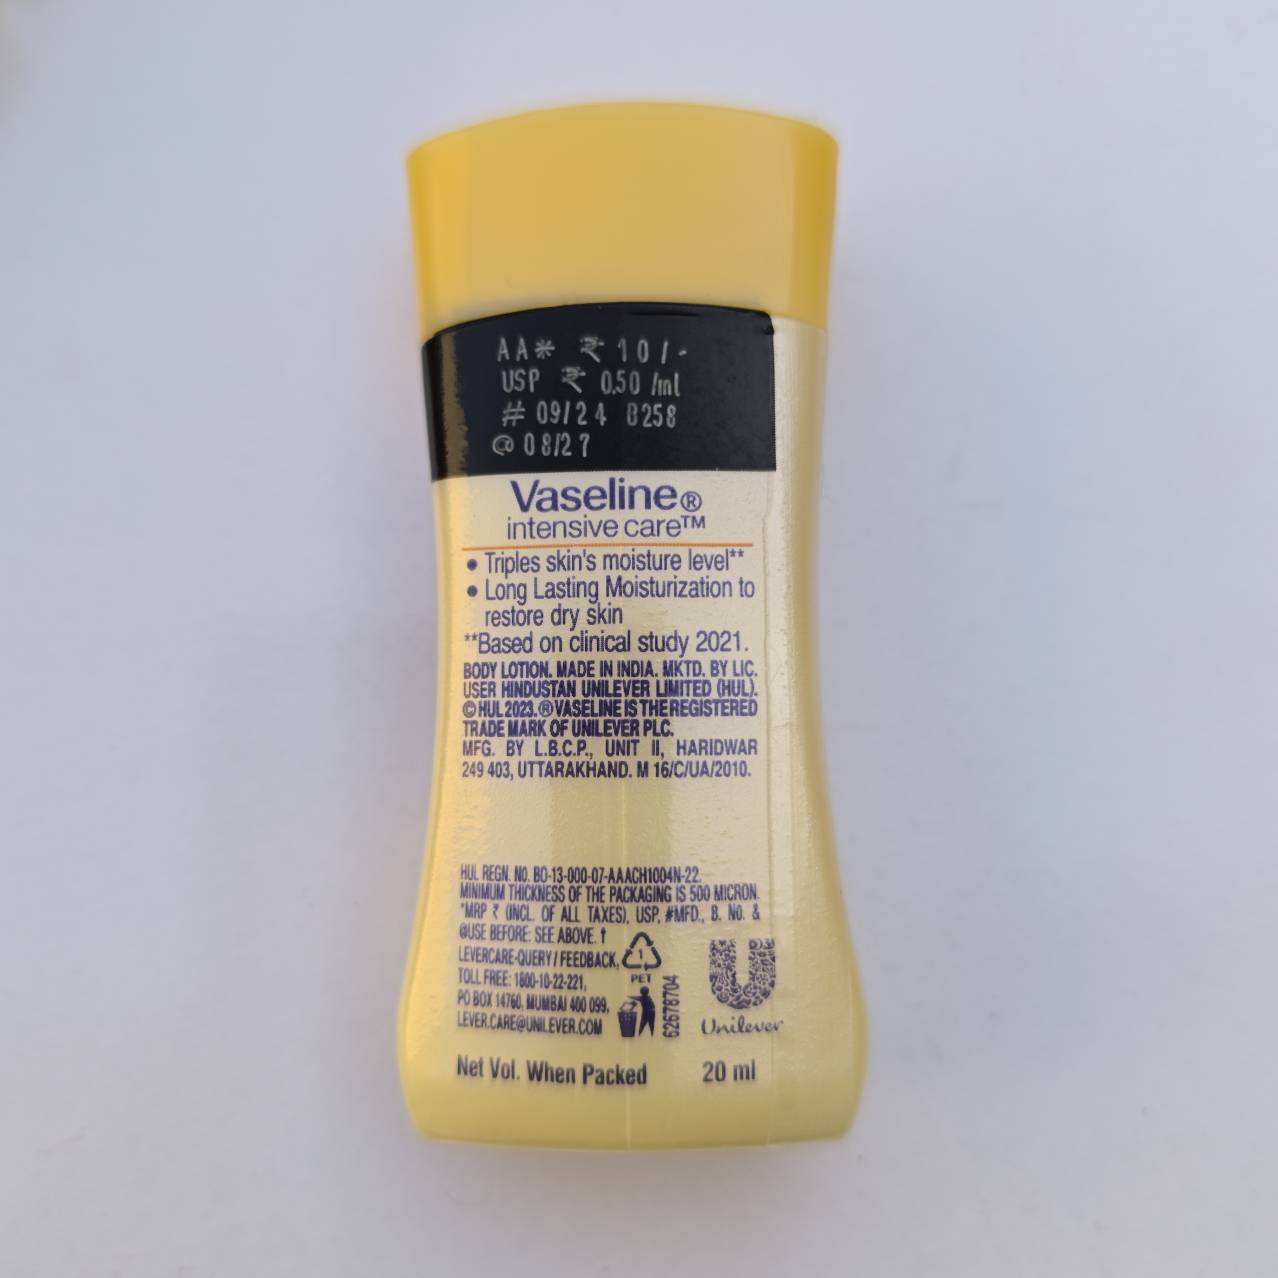 AA* ₹ 10/-
USP ₹ 0.50 /ml
# 09/24 B258
@ 08/27
Vaseline®
intensive care™
• Triples skin's moisture level**
• Long Lasting Moisturization to
restore dry skin
**Based on clinical study 2021.
BODY LOTION. MADE IN INDIA. MKTD. BY LIC.
USER HINDUSTAN UNILEVER LIMITED (HUL).
© HUL 2023. ® VASELINE IS THE REGISTERED
TRADE MARK OF UNILEVER PLC.
MFG. BY L.B.C.P., UNIT II, HARIDWAR
249 403, UTTARAKHAND. M 16/C/UA/2010.
HUL REGN. NO. BO-13-000-07-AAACH1004N-22.
MINIMUM THICKNESS OF THE PACKAGING IS 500 MICRON.
*MRP ₹ (INCL. OF ALL TAXES), USP, #MFD., B. NO. &
@USE BEFORE: SEE ABOVE. ↑
LEVERCARE-QUERY / FEEDBACK,
TOLL FREE: 1800-10-22-221,
PO BOX 14760, MUMBAI 400 099,
LEVER.CARE@UNILEVER.COM
1
PET
62678704
Unilever
Net Vol. When Packed 20 ml